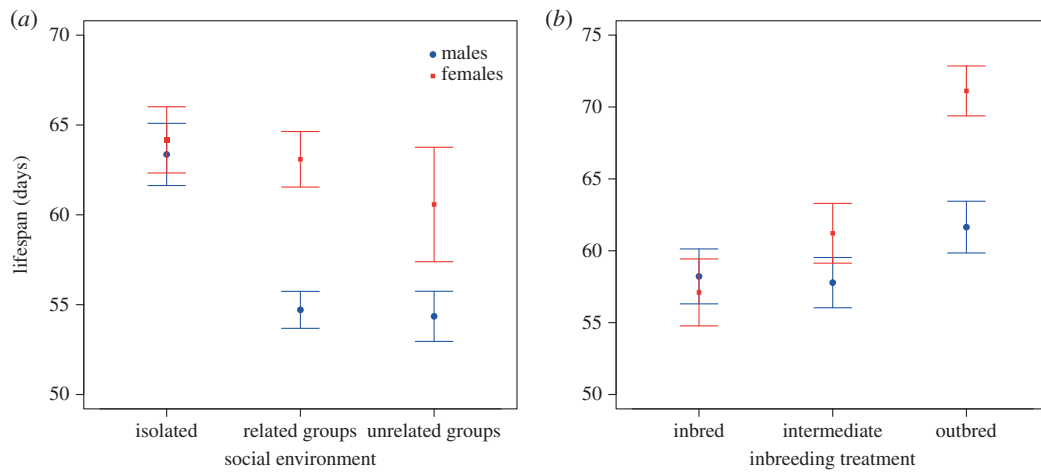 (a)
70
65
60
55
50
lifespan (days)
males
females
isolated related groups unrelated groups
social environment
(b)
75
70
65
60
55
50
inbred intermediate outbred
inbreeding treatment